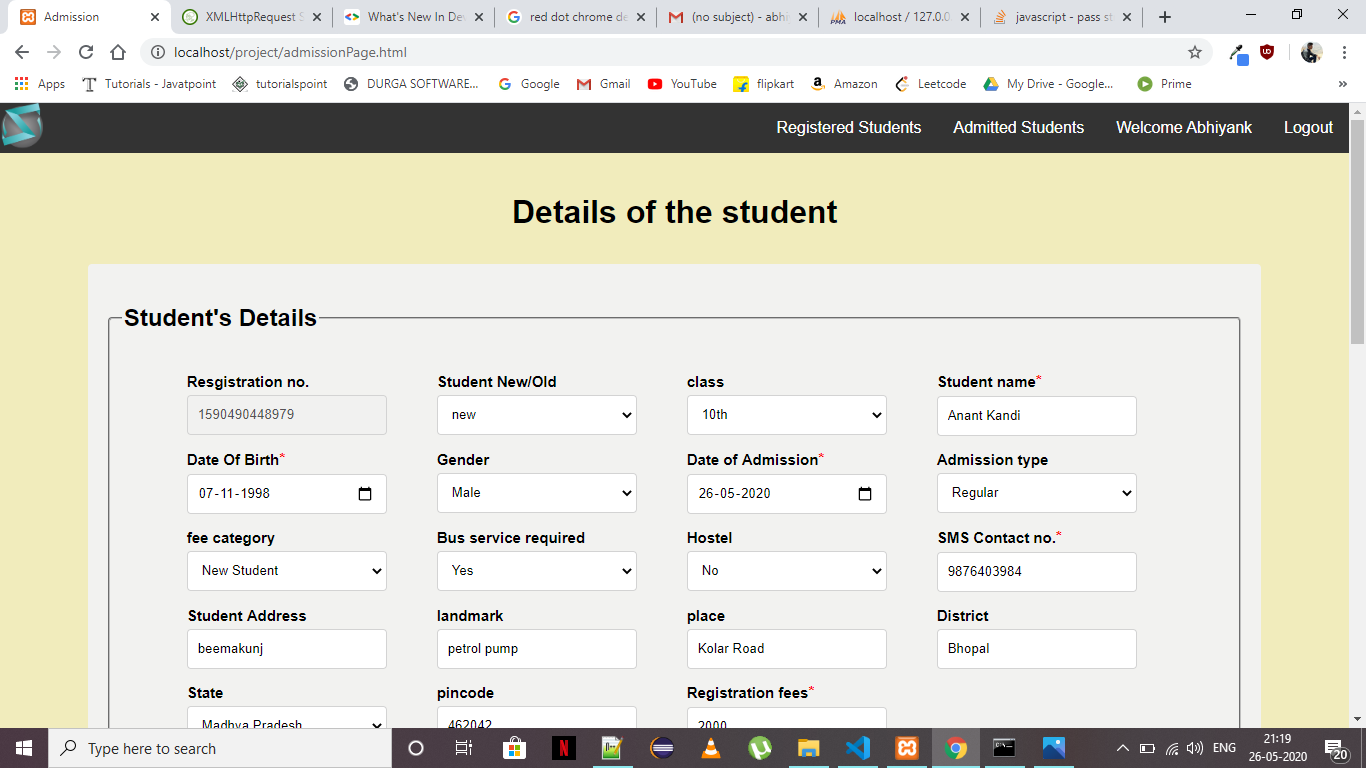 Admission XMLHttpRequest S What's New In Dev red dot chrome de (no subject) - abhi localhost / 127.0.0 javascript - pass st
localhost/project/admissionPage.html
Apps Tutorials - Javatpoint tutorialspoint DURGA SOFTWARE... Google Gmail YouTube flipkart Amazon Leetcode My Drive - Google... Prime »
Registered Students Admitted Students Welcome Abhiyank Logout
Details of the student
Student's Details
Resgistration no. Student New/Old class Student name*
1590490448979 new 10th Anant Kandi
Date Of Birth* Gender Date of Admission* Admission type
07-11-1998 Male 26-05-2020 Regular
fee category Bus service required Hostel SMS Contact no.*
New Student Yes No 9876403984
Student Address landmark place District
beemakunj petrol pump Kolar Road Bhopal
State pincode Registration fees*
Madhya Pradesh 462042 2000
Type here to search ENG 21:19
26-05-2020 20